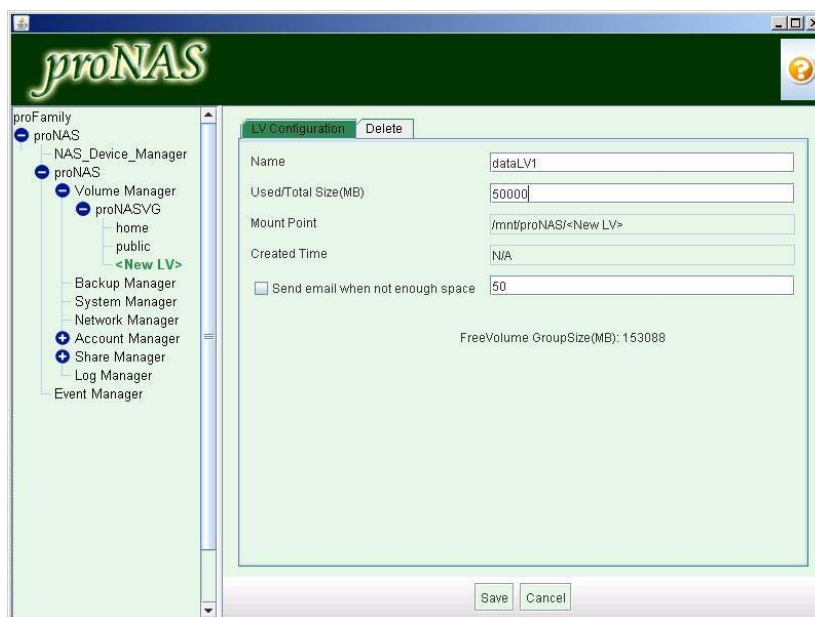 proNAS
proFamily
proNAS
NAS_Device_Manager
proNAS
Volume Manager
proNASVG
home
public
<New LV>
Backup Manager
System Manager
Network Manager
Account Manager
Share Manager
Log Manager
Event Manager
LV Configuration Delete
Name dataLV1
Used/Total Size(MB) 50000
Mount Point /mnt/proNAS/<New LV>
Created Time N/A
Send email when not enough space 50
FreeVolume GroupSize(MB): 153088
Save Cancel